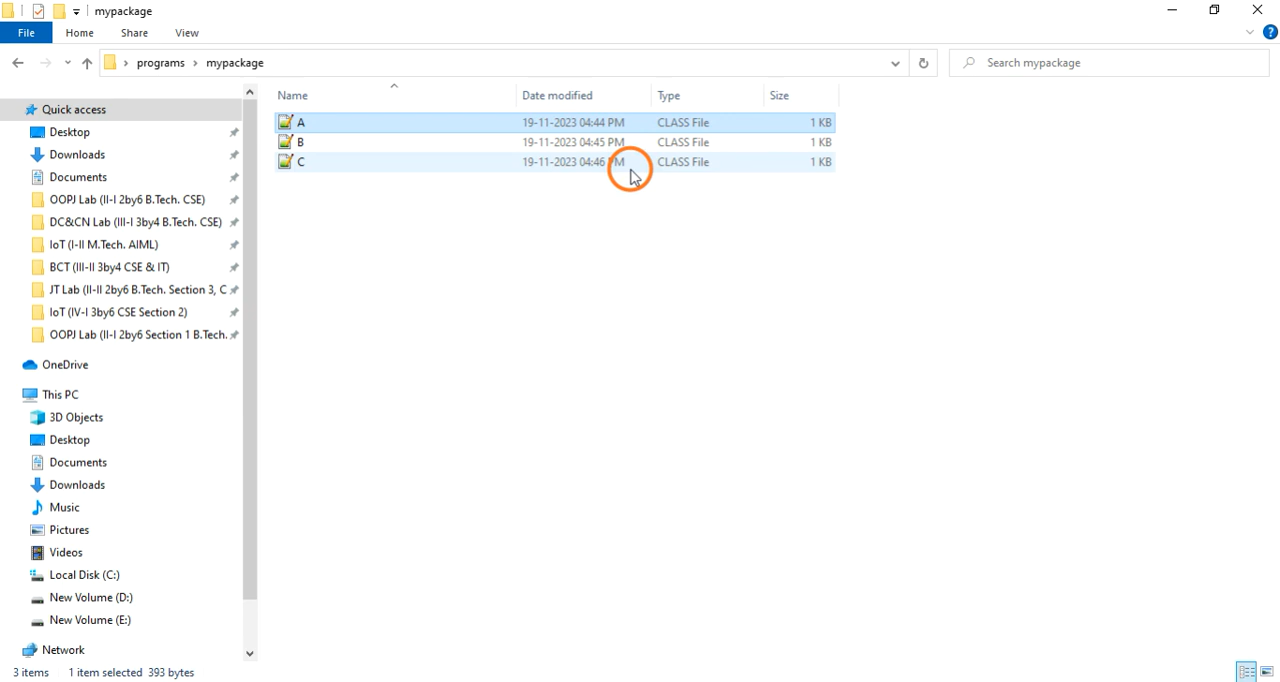 mypackage
File Home Share View
programs mypackage Search mypackage
Name Date modified Type Size
A 19-11-2023 04:44 PM CLASS File 1 KB
B 19-11-2023 04:45 PM CLASS File 1 KB
C 19-11-2023 04:46 PM CLASS File 1 KB
Quick access
Desktop
Downloads
Documents
OOPJ Lab (II-I 2by6 B.Tech. CSE)
DC&CN Lab (III-I 3by4 B.Tech. CSE)
IoT (I-II M.Tech. AIML)
BCT (III-II 3by4 CSE & IT)
JT Lab (II-II 2by6 B.Tech. Section 3, C
IoT (IV-I 3by6 CSE Section 2)
OOPJ Lab (II-I 2by6 Section 1 B.Tech.
OneDrive
This PC
3D Objects
Desktop
Documents
Downloads
Music
Pictures
Videos
Local Disk (C:)
New Volume (D:)
New Volume (E:)
Network
3 items 1 item selected 393 bytes